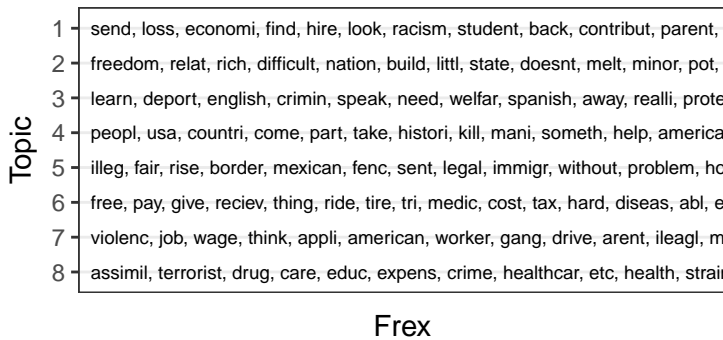 Topic
1 send, loss, economi, find, hire, look, racism, student, back, contribut, parent,
2 freedom, relat, rich, difficult, nation, build, littl, state, doesnt, melt, minor, pot,
3 learn, deport, english, crimin, speak, need, welfar, spanish, away, realli, prote
4 peopl, usa, countri, come, part, take, histori, kill, mani, someth, help, america
5 illeg, fair, rise, border, mexican, fenc, sent, legal, immigr, without, problem, ho
6 free, pay, give, reciev, thing, ride, tire, tri, medic, cost, tax, hard, diseas, abl, e
7 violenc, job, wage, think, appli, american, worker, gang, drive, arent, ileagl, m
8 assimil, terrorist, drug, care, educ, expens, crime, healthcar, etc, health, strain
Frex